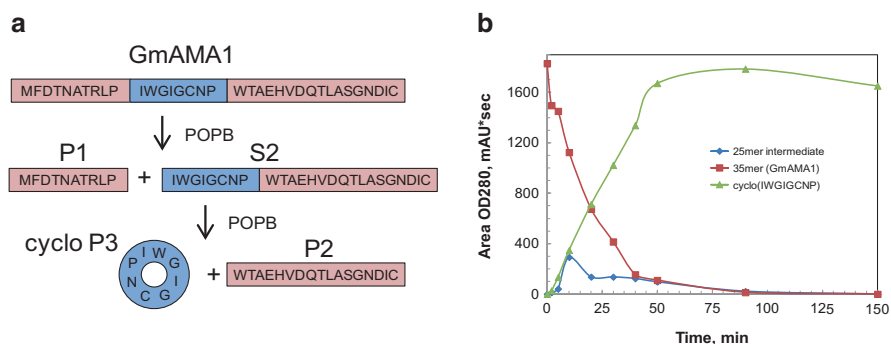 a
GmAMA1
MFDTNATRLP IWGIGCNP WTAEHVDQTLASGNDIC
POPB
P1 S2
MFDTNATRLP + IWGIGCNP WTAEHVDQTLASGNDIC
POPB
cyclo P3 P2
I W G I G C N P + WTAEHVDQTLASGNDIC
b
Area OD280, mAU*sec
1600
1200
800
400
0
0 25 50 75 100 125 150
Time, min
25mer intermediate
35mer (GmAMA1)
cyclo(IWGIGCNP)